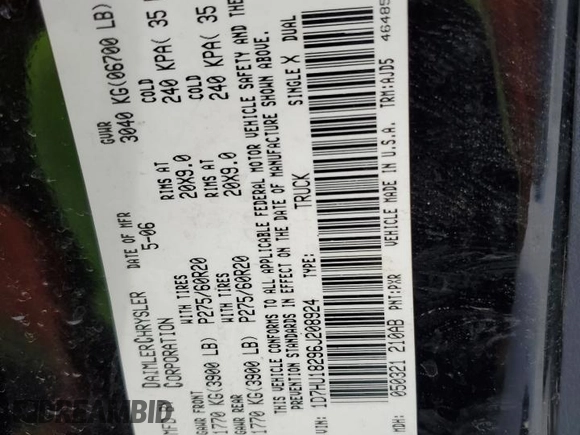 MFD
DAIMLERCHRYSLER
CORPORATION
DATE OF MFR
5-06
GVWR
3040 KG(06700 LB)
GAWR FRONT
1770 KG(3900 LB)
WITH TIRES
P275/60R20
RIMS AT
20X9.0
COLD
240 KPA( 35
GAWR REAR
1770 KG(3900 LB)
WITH TIRES
P275/60R20
RIMS AT
20X9.0
COLD
240 KPA( 35
THIS VEHICLE CONFORMS TO ALL APPLICABLE FEDERAL MOTOR VEHICLE SAFETY AND THE
PREVENTION STANDARDS IN EFFECT ON THE DATE OF MANUFACTURE SHOWN ABOVE.
VIN: 1D7HU18296J208924 TYPE: TRUCK SINGLE X DUAL
MDH: 050321 210AB PNT:PXR VEHICLE MADE IN U.S.A. TRM:AJD5 46485